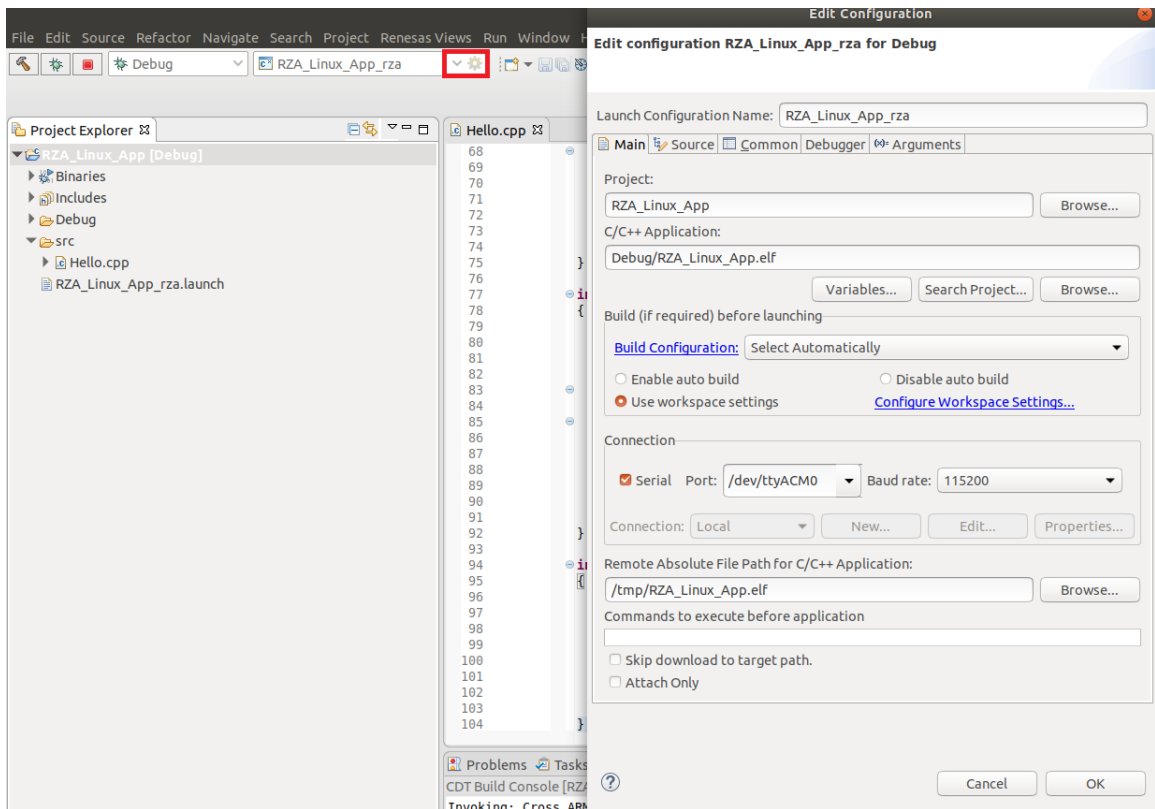 Edit Configuration
File Edit Source Refactor Navigate Search Project Renesas Views Run Window
Debug
RZA_Linux_App_rza
Project Explorer
RZA_Linux_App [Debug]
Binaries
Includes
Debug
src
Hello.cpp
RZA_Linux_App_rza.launch
Hello.cpp
68
69
70
71
72
73
74
75 }
76
77 in
78 {
79
80
81
82
83
84
85
86
87
88
89
90
91
92 }
93
94 in
95 {
96
97
98
99
100
101
102
103
104 }
Problems Tasks
CDT Build Console [RZA
Invoking: Cross ARM
Edit configuration RZA_Linux_App_rza for Debug
Launch Configuration Name: RZA_Linux_App_rza
Main Source Common Debugger Arguments
Project:
RZA_Linux_App Browse...
C/C++ Application:
Debug/RZA_Linux_App.elf
Variables... Search Project... Browse...
Build (if required) before launching
Build Configuration: Select Automatically
Enable auto build Disable auto build
Use workspace settings Configure Workspace Settings...
Connection
Serial Port: /dev/ttyACM0 Baud rate: 115200
Connection: Local New... Edit... Properties...
Remote Absolute File Path for C/C++ Application:
/tmp/RZA_Linux_App.elf Browse...
Commands to execute before application
Skip download to target path.
Attach Only
Cancel OK